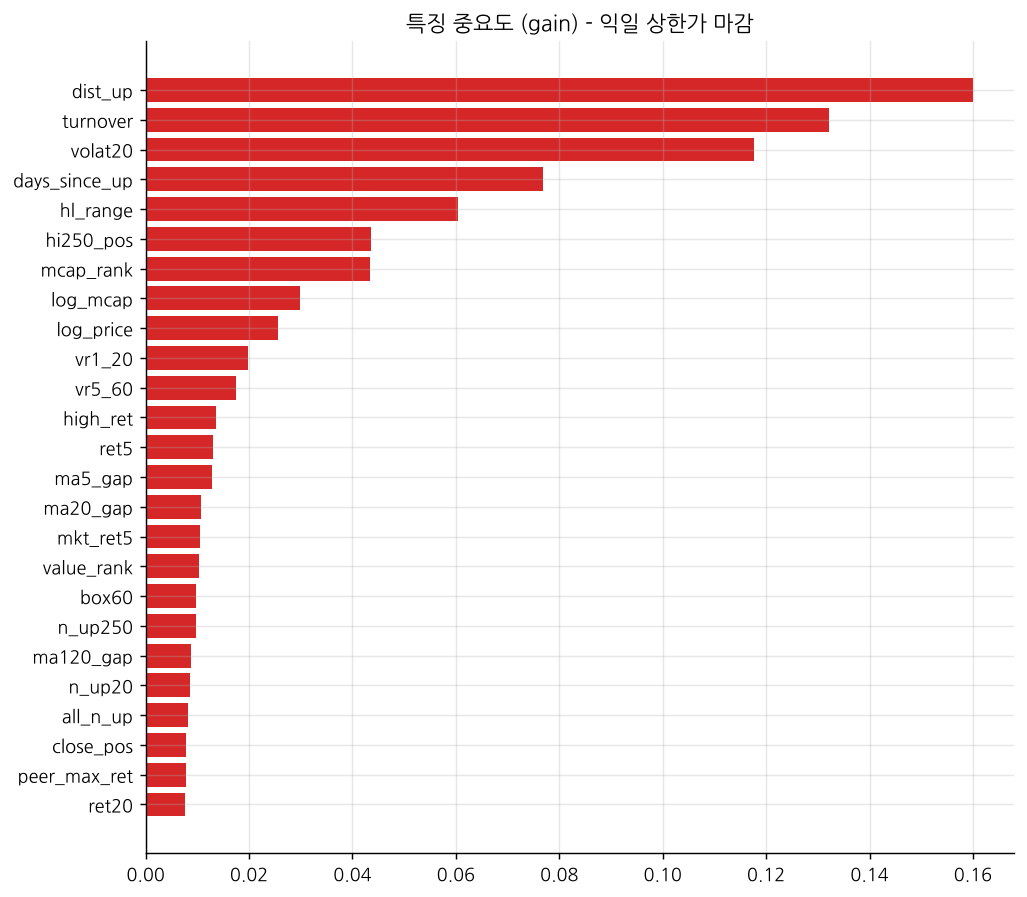 특징 중요도 (gain) - 익일 상한가 마감
dist_up
turnover
volat20
days_since_up
hl_range
hi250_pos
mcap_rank
log_mcap
log_price
vr1_20
vr5_60
high_ret
ret5
ma5_gap
ma20_gap
mkt_ret5
value_rank
box60
n_up250
ma120_gap
n_up20
all_n_up
close_pos
peer_max_ret
ret20
0.00 0.02 0.04 0.06 0.08 0.10 0.12 0.14 0.16